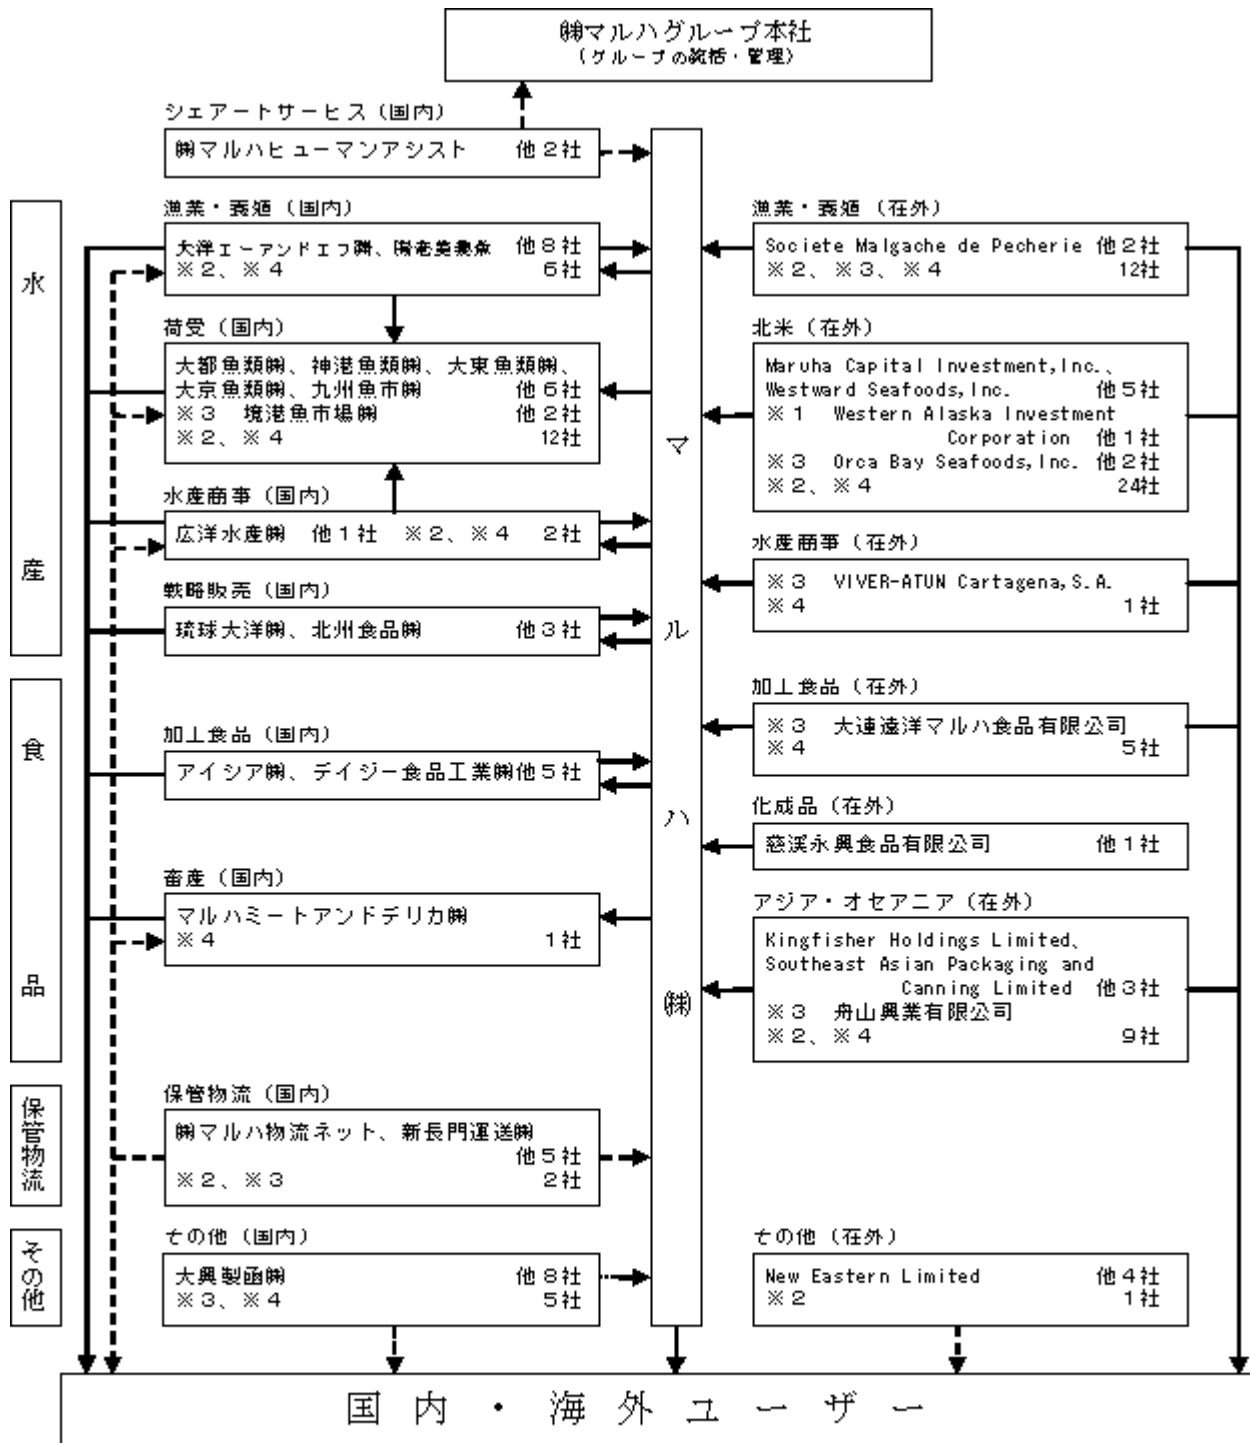 ㈱マルハグループ本社
（グループの統括・管理）
シェアードサービス（国内）
㈱マルハヒューマンアシスト 他２社
水産
漁業・養殖（国内）
大洋エーアンドエフ㈱、 他８社
※２、※４ ６社
荷受（国内）
大都魚類㈱、神港魚類㈱、大東魚類㈱、
大京魚類㈱、九州魚市㈱ 他６社
※３ 境港魚市場㈱ 他２社
※２、※４ 12社
水産商事（国内）
広洋水産㈱ 他１社 ※２、※４ ２社
戦略販売（国内）
琉球大洋㈱、北州食品㈱ 他３社
食品
加工食品（国内）
アイシア㈱、デイジー食品工業㈱他５社
畜産（国内）
マルハミートアンドデリカ㈱
※４ １社
保管物流
保管物流（国内）
㈱マルハ物流ネット、新長門運送㈱
他５社
※２、※３ ２社
その他
その他（国内）
大興製函㈱ 他８社
※３、※４ ５社
マルハ㈱
漁業・養殖（在外）
Societe Malgache de Pecherie 他２社
※２、※３、※４ 12社
北米（在外）
Maruha Capital Investment,Inc.、
Westward Seafoods,Inc. 他５社
※１ Western Alaska Investment
Corporation 他１社
※３ Orca Bay Seafoods,Inc. 他２社
※２、※４ 24社
水産商事（在外）
※３ VIVER-ATUN Cartagena,S.A.
※４ １社
加工食品（在外）
※３ 大連遠洋マルハ食品有限公司
※４ ５社
化成品（在外）
慈渓永興食品有限公司 他１社
アジア・オセアニア（在外）
Kingfisher Holdings Limited、
Southeast Asian Packaging and
Canning Limited 他３社
※３ 舟山興業有限公司
※２、※４ ９社
その他（在外）
New Eastern Limited 他４社
※２ １社
国内・海外ユーザー